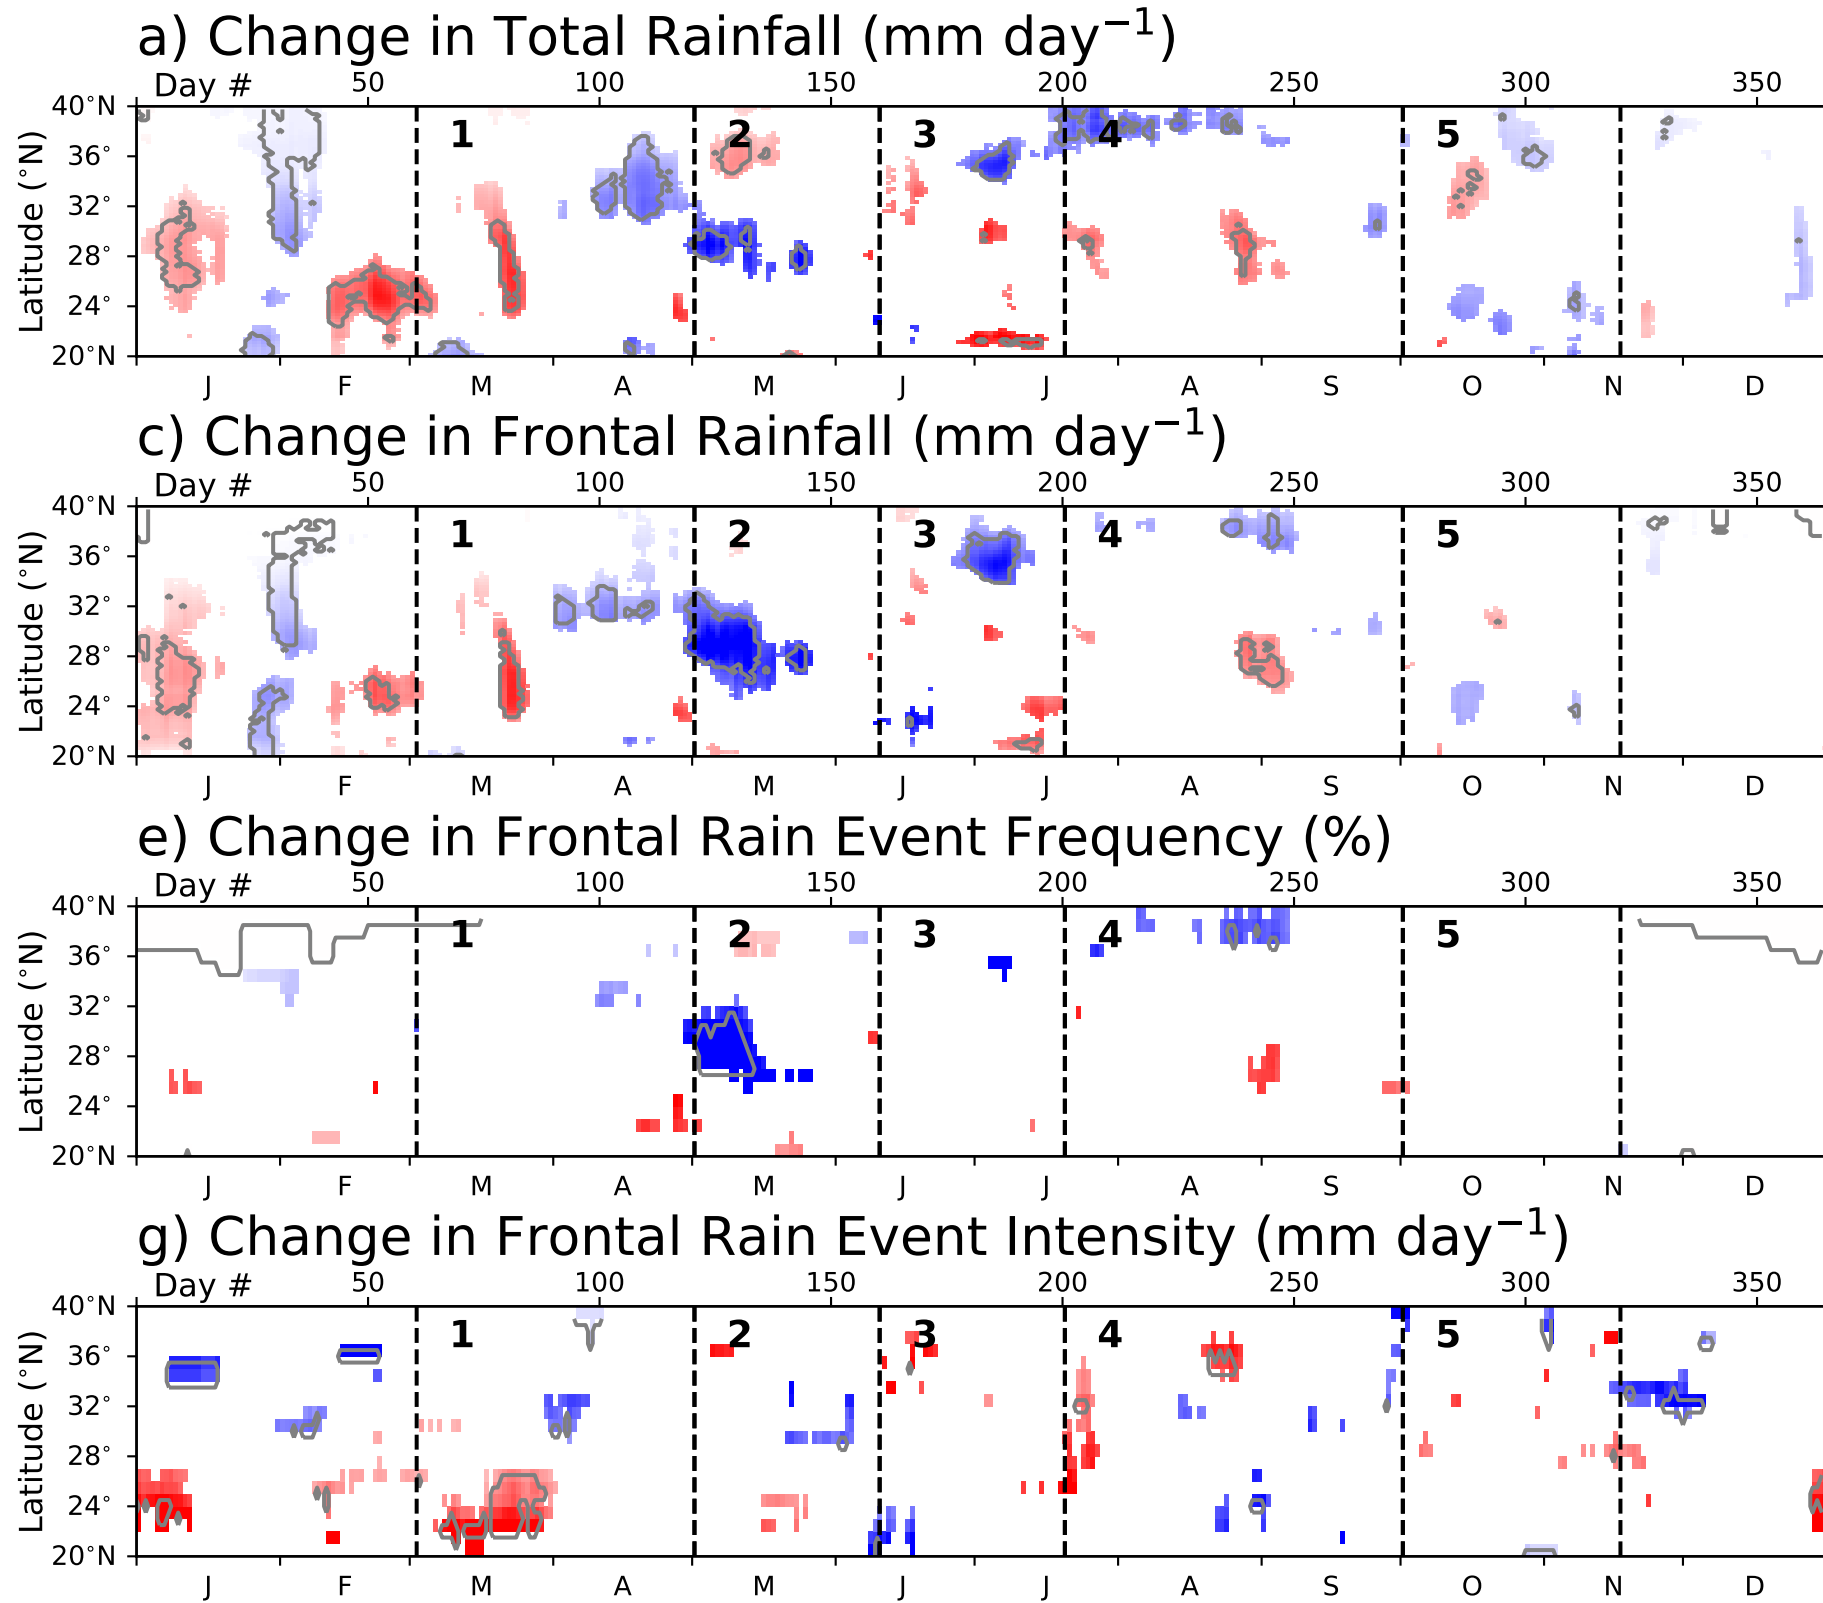 a) Change in Total Rainfall (mm day⁻¹)
Day # 50 100 150 200 250 300 350
40°N
36°
32°
28°
24°
20°N
Latitude (°N)
1 2 3 4 5
J F M A M J J A S O N D
c) Change in Frontal Rainfall (mm day⁻¹)
Day # 50 100 150 200 250 300 350
40°N
36°
32°
28°
24°
20°N
Latitude (°N)
1 2 3 4 5
J F M A M J J A S O N D
e) Change in Frontal Rain Event Frequency (%)
Day # 50 100 150 200 250 300 350
40°N
36°
32°
28°
24°
20°N
Latitude (°N)
1 2 3 4 5
J F M A M J J A S O N D
g) Change in Frontal Rain Event Intensity (mm day⁻¹)
Day # 50 100 150 200 250 300 350
40°N
36°
32°
28°
24°
20°N
Latitude (°N)
1 2 3 4 5
J F M A M J J A S O N D